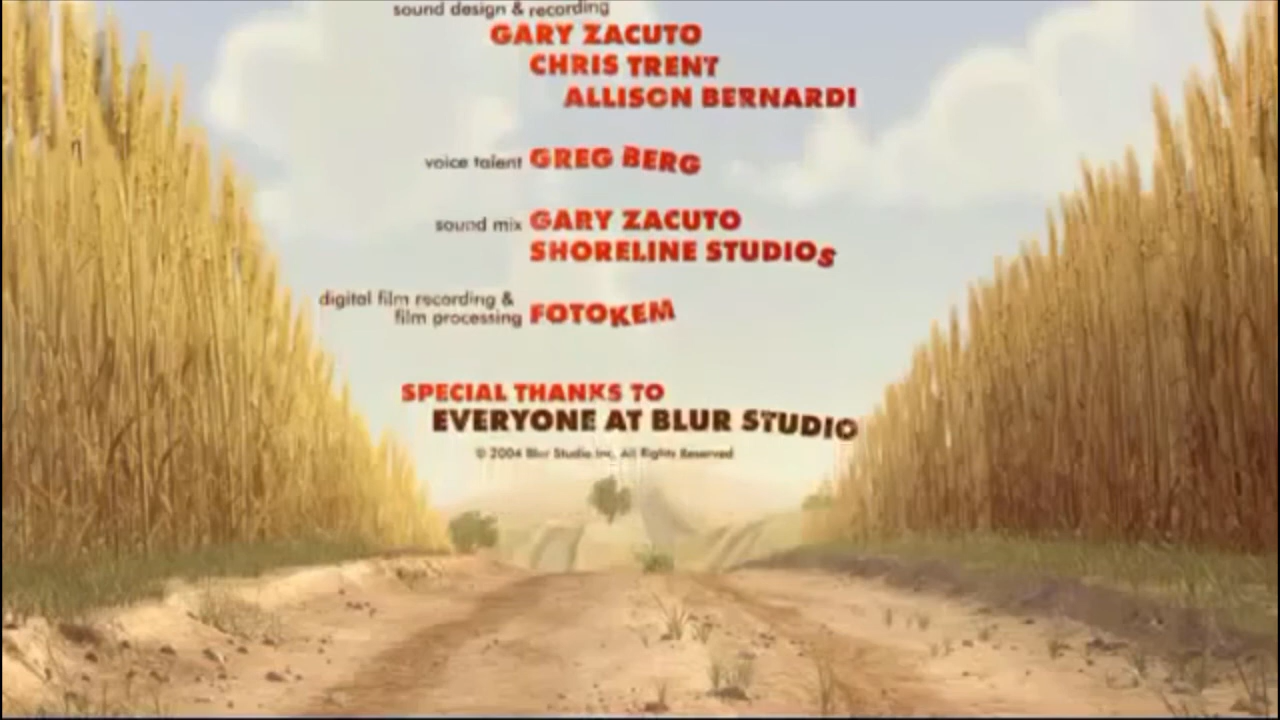 sound design & recording
GARY ZACUTO
CHRIS TRENT
ALLISON BERNARDI
voice talent GREG BERG
sound mix GARY ZACUTO
SHORELINE STUDIOS
digital film recording &
film processing FOTOKEM
SPECIAL THANKS TO
EVERYONE AT BLUR STUDIO
© 2004 Blur Studio Inc. All Rights Reserved